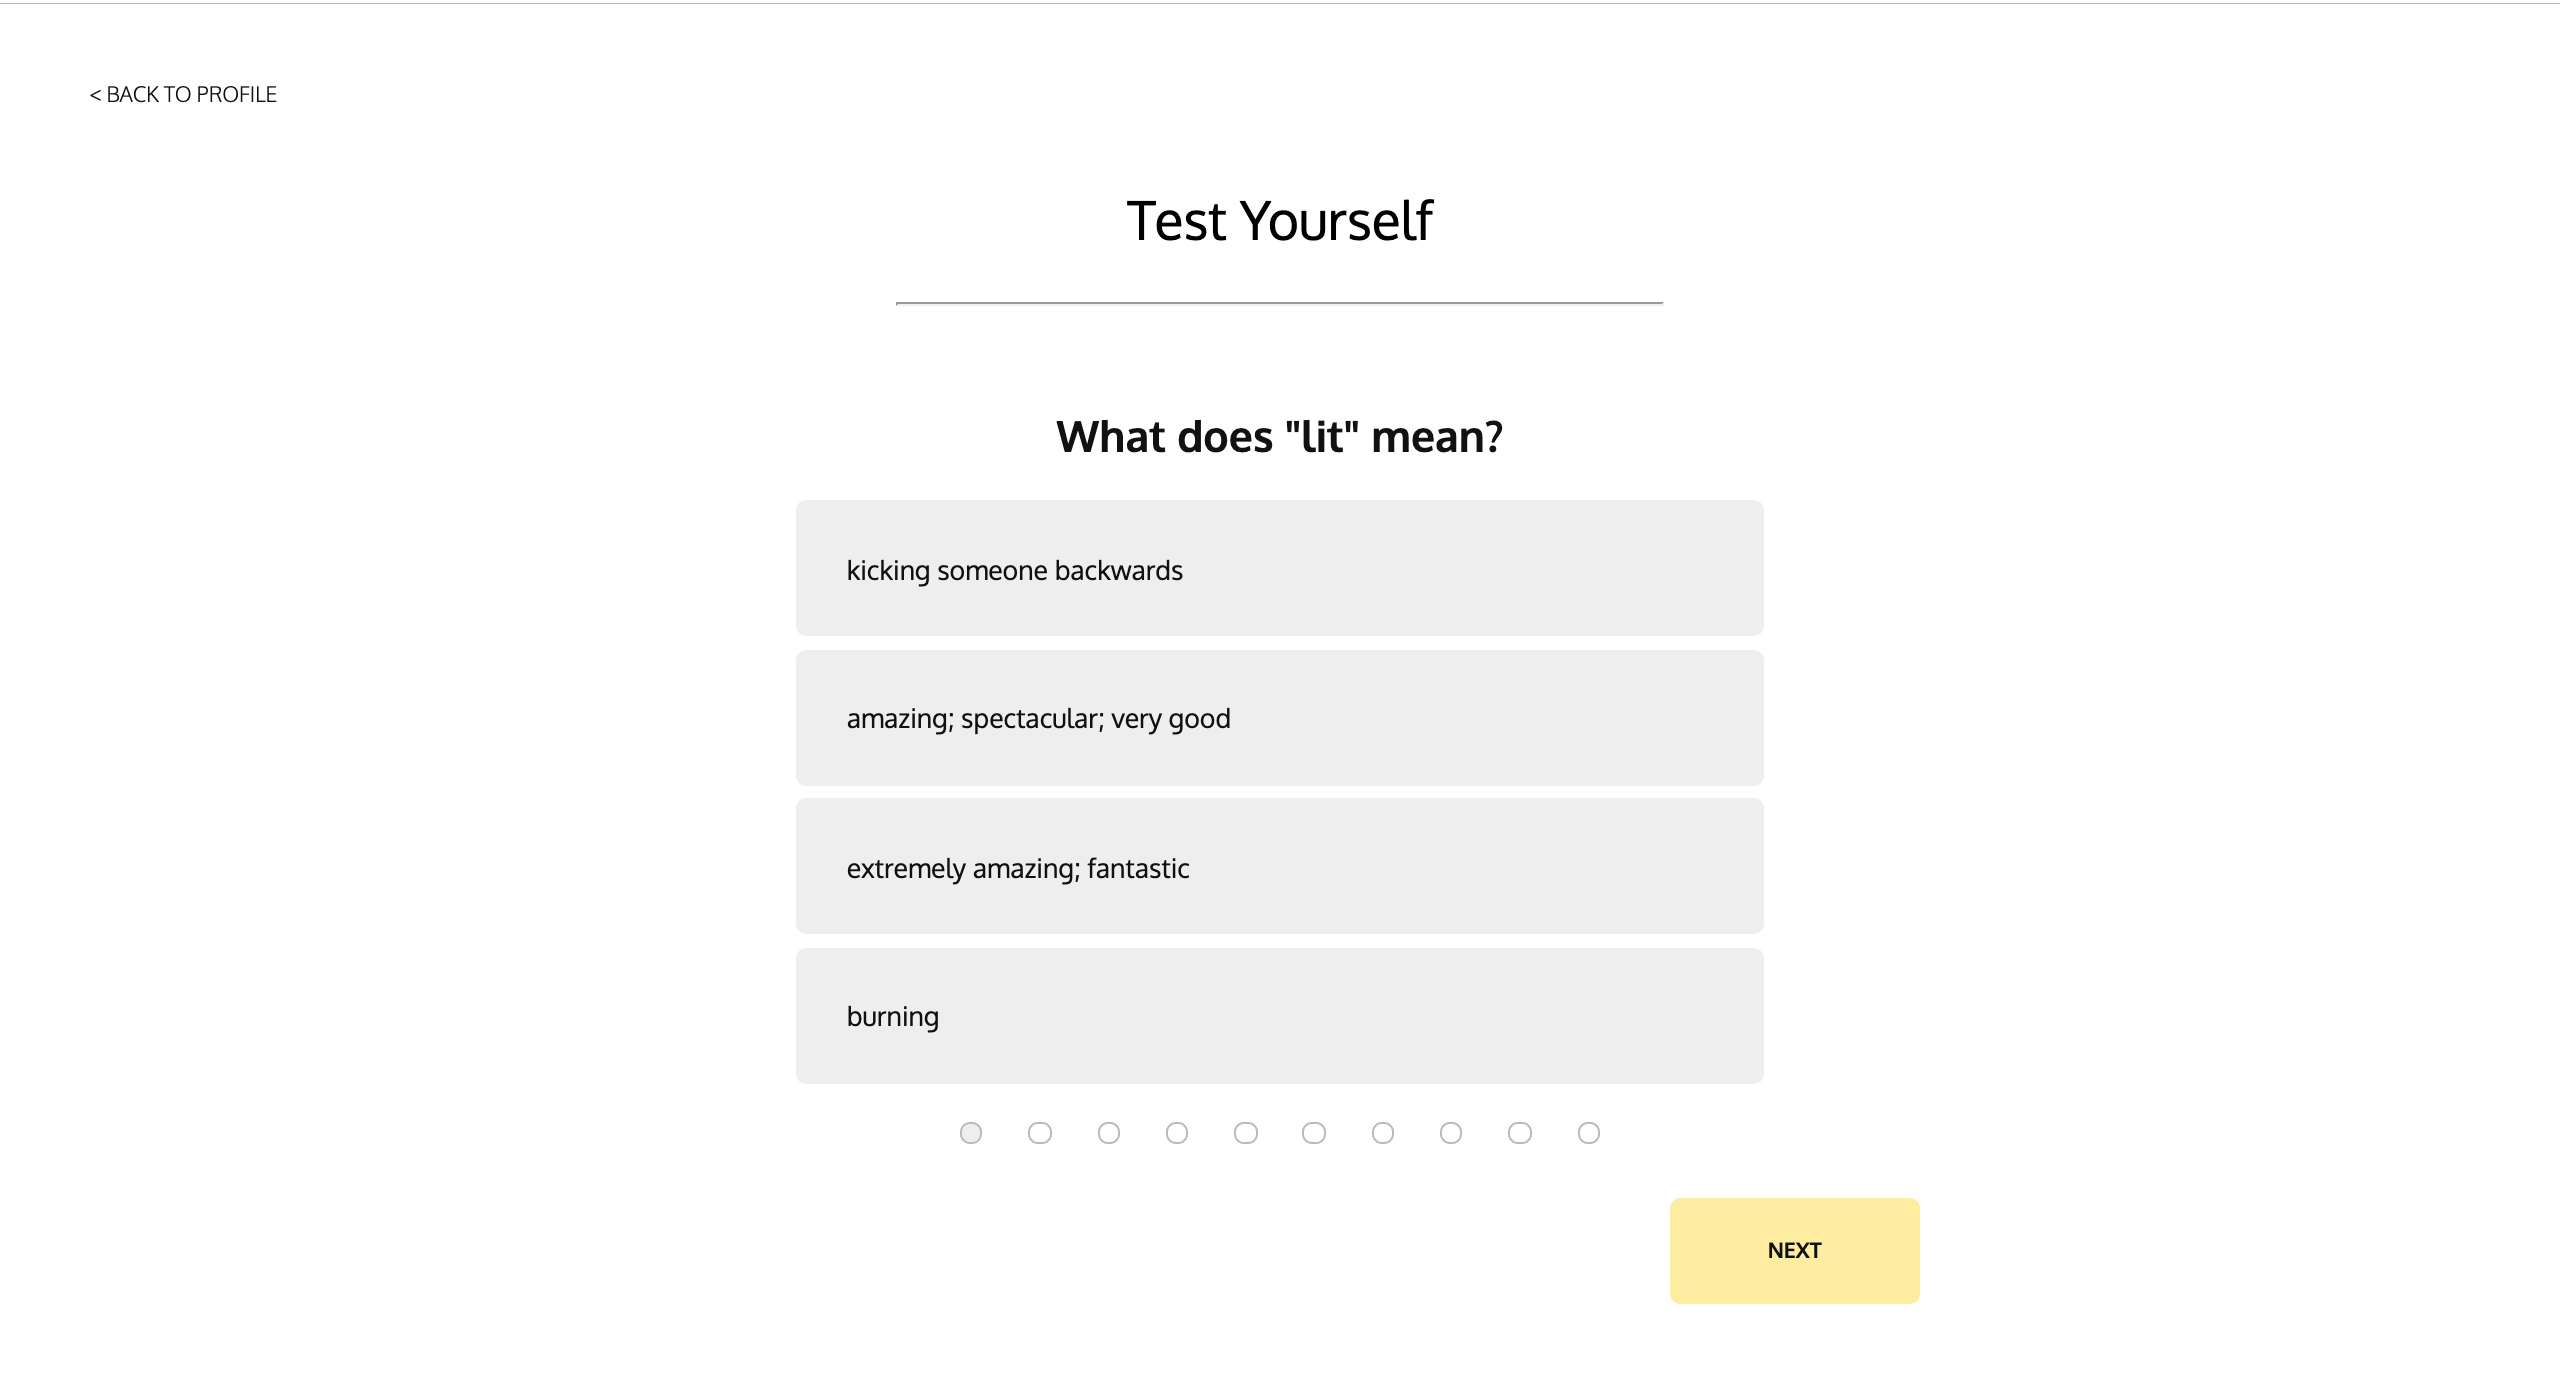 < BACK TO PROFILE
Test Yourself
What does "lit" mean?
kicking someone backwards
amazing; spectacular; very good
extremely amazing; fantastic
burning
NEXT